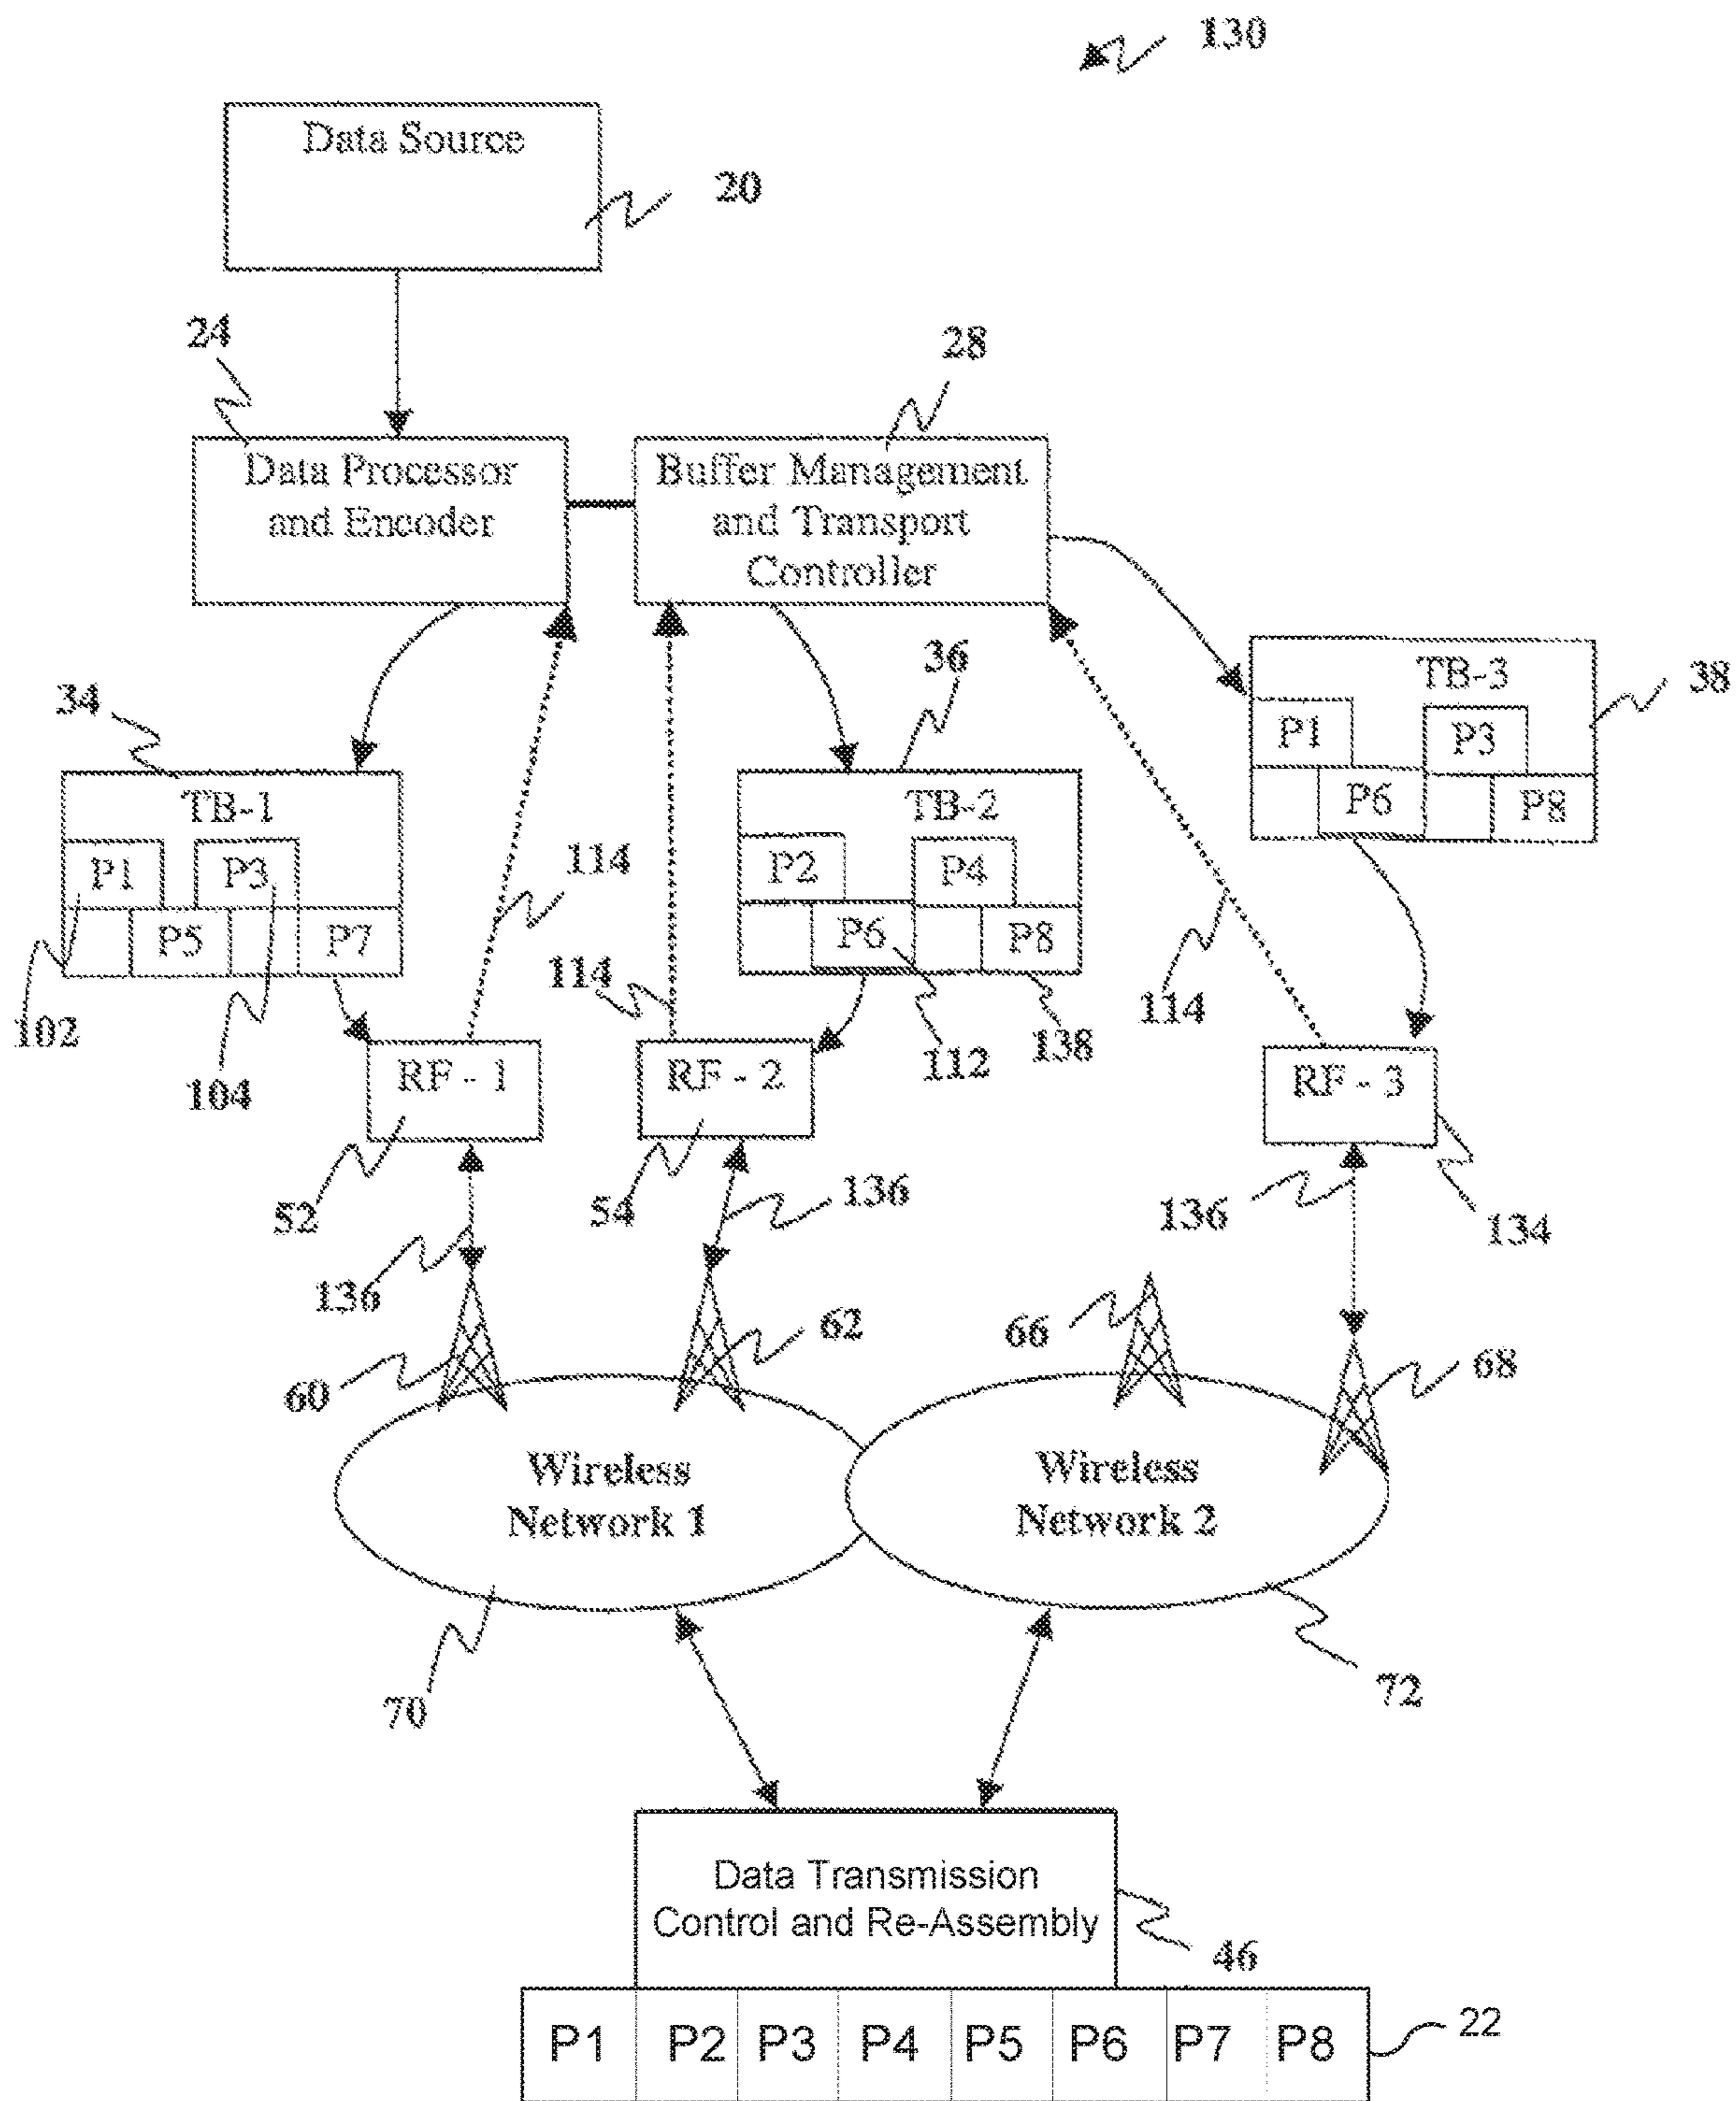 130
Data Source
20
24
28
Data Processor
and Encoder
Buffer Management
and Transport
Controller
36
TB-3
38
P1
P3
P6
P8
34
TB-1
P1
P3
P5
P7
114
TB-2
P2
P4
P6
P8
114
114
102
104
112
138
RF - 1
RF - 2
RF - 3
52
54
136
136
134
136
60
62
66
68
Wireless
Network 1
Wireless
Network 2
70
72
Data Transmission
Control and Re-Assembly
46
P1 P2 P3 P4 P5 P6 P7 P8
22